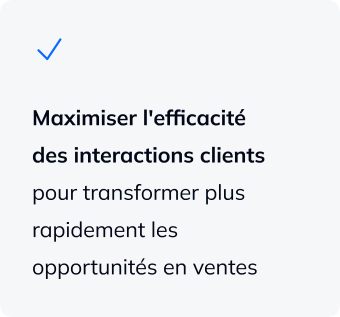 Maximiser l'efficacité
des interactions clients
pour transformer plus
rapidement les
opportunités en ventes